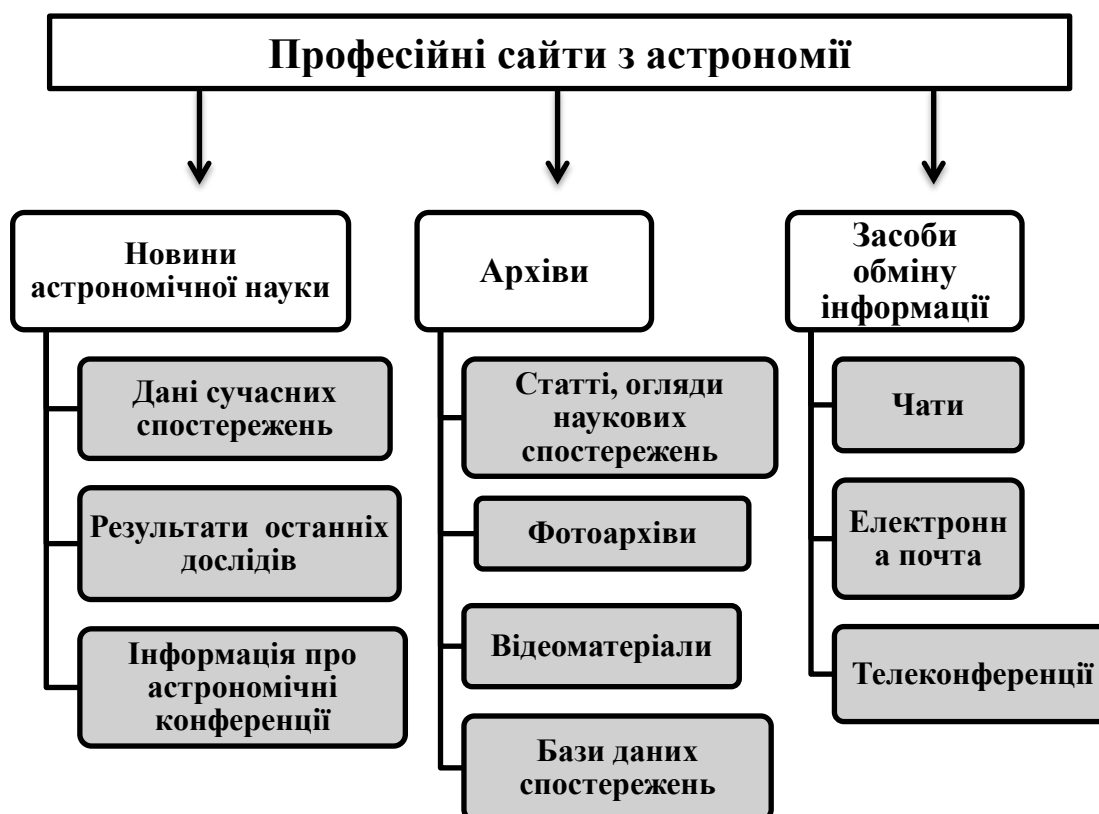 Професійні сайти з астрономії
Новини
астрономічної науки
Дані сучасних
спостережень
Результати останніх
дослідів
Інформація про
астрономічні
конференції
Архіви
Статті, огляди
наукових
спостережень
Фотоархіви
Відеоматеріали
Бази даних
спостережень
Засоби
обміну
інформації
Чати
Електронн
а почта
Телеконференції